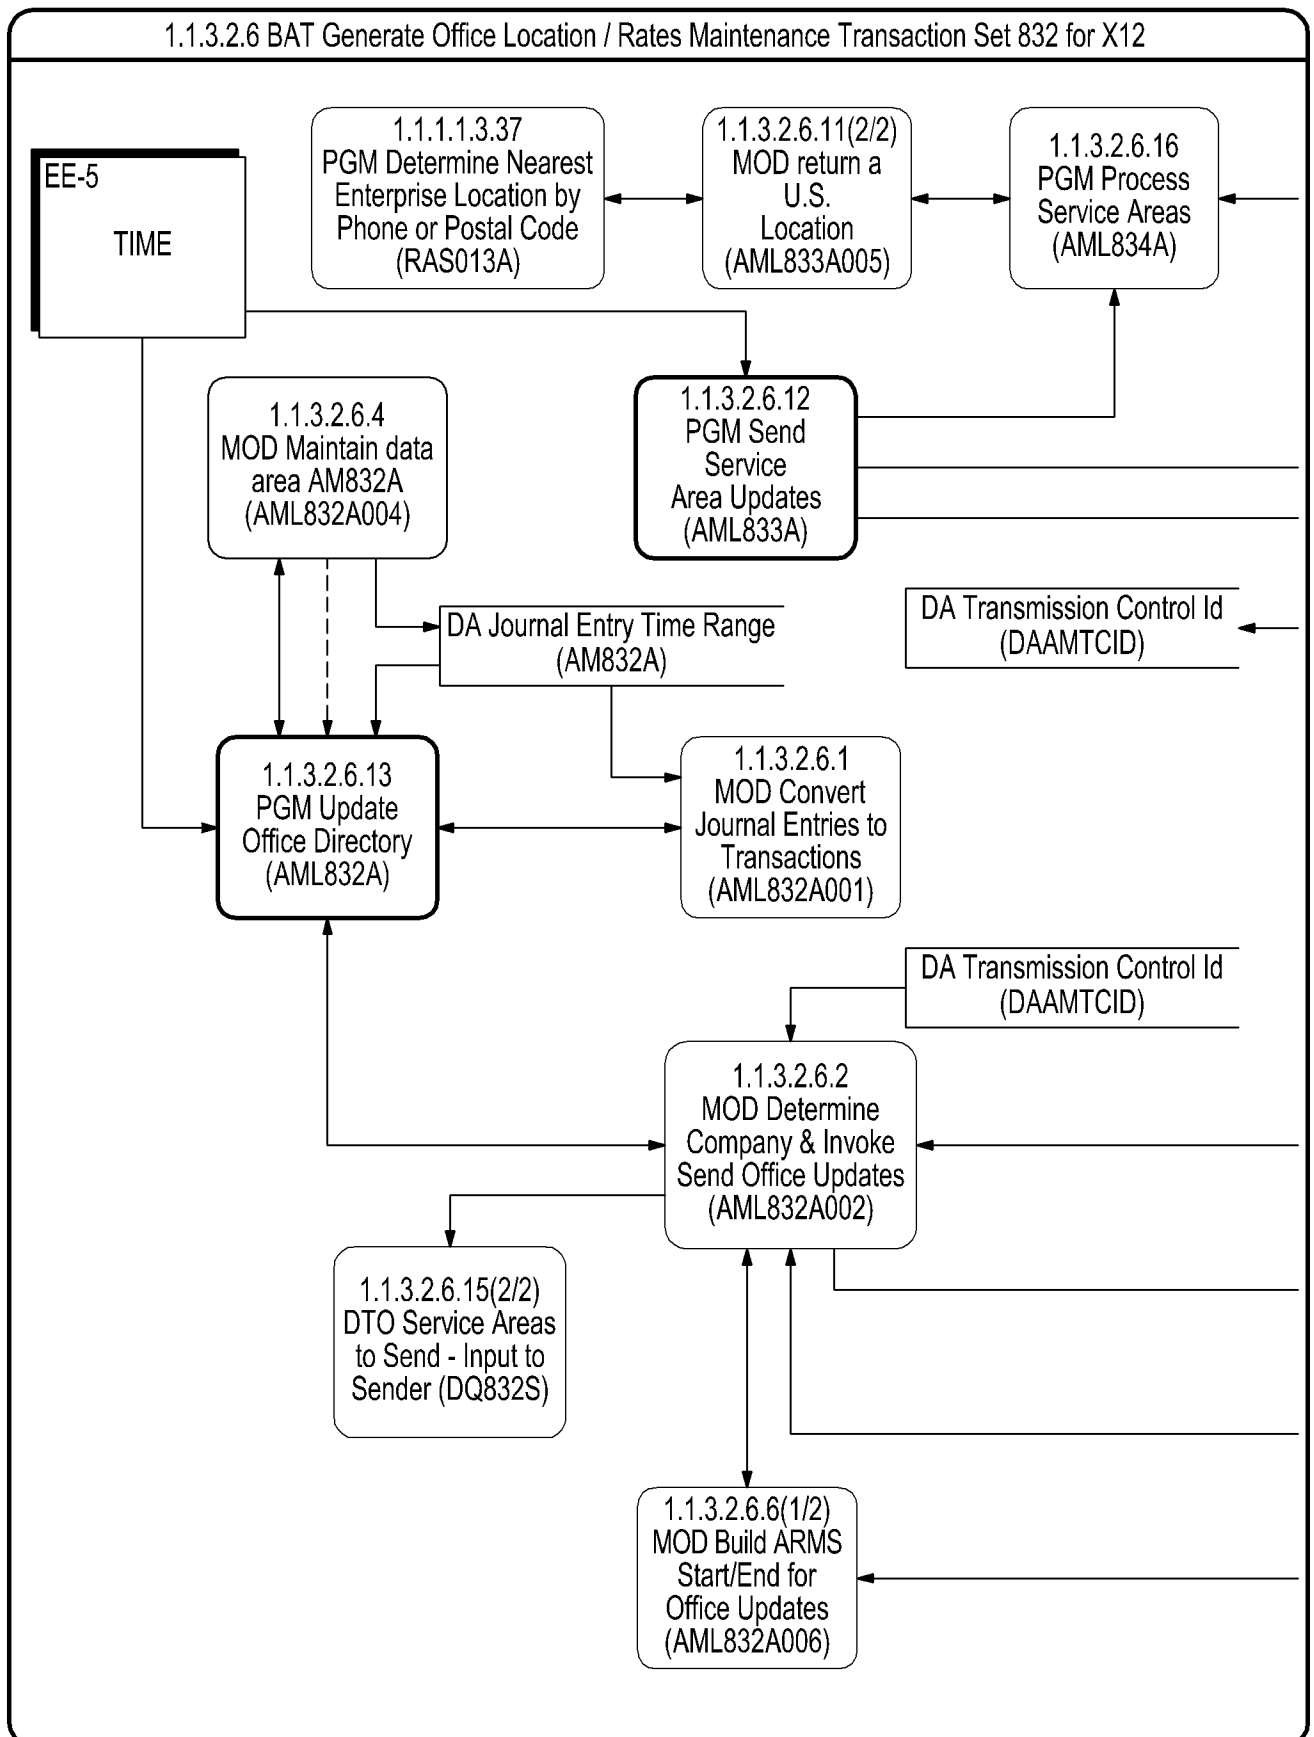 1.1.3.2.6 BAT Generate Office Location / Rates Maintenance Transaction Set 832 for X12
EE-5
TIME
1.1.1.1.3.37
PGM Determine Nearest
Enterprise Location by
Phone or Postal Code
(RAS013A)
1.1.3.2.6.11(2/2)
MOD return a
U.S.
Location
(AML833A005)
1.1.3.2.6.16
PGM Process
Service Areas
(AML834A)
1.1.3.2.6.4
MOD Maintain data
area AM832A
(AML832A004)
1.1.3.2.6.12
PGM Send
Service
Area Updates
(AML833A)
DA Journal Entry Time Range
(AM832A)
DA Transmission Control Id
(DAAMTCID)
1.1.3.2.6.13
PGM Update
Office Directory
(AML832A)
1.1.3.2.6.1
MOD Convert
Journal Entries to
Transactions
(AML832A001)
DA Transmission Control Id
(DAAMTCID)
1.1.3.2.6.2
MOD Determine
Company & Invoke
Send Office Updates
(AML832A002)
1.1.3.2.6.15(2/2)
DTO Service Areas
to Send - Input to
Sender (DQ832S)
1.1.3.2.6.6(1/2)
MOD Build ARMS
Start/End for
Office Updates
(AML832A006)